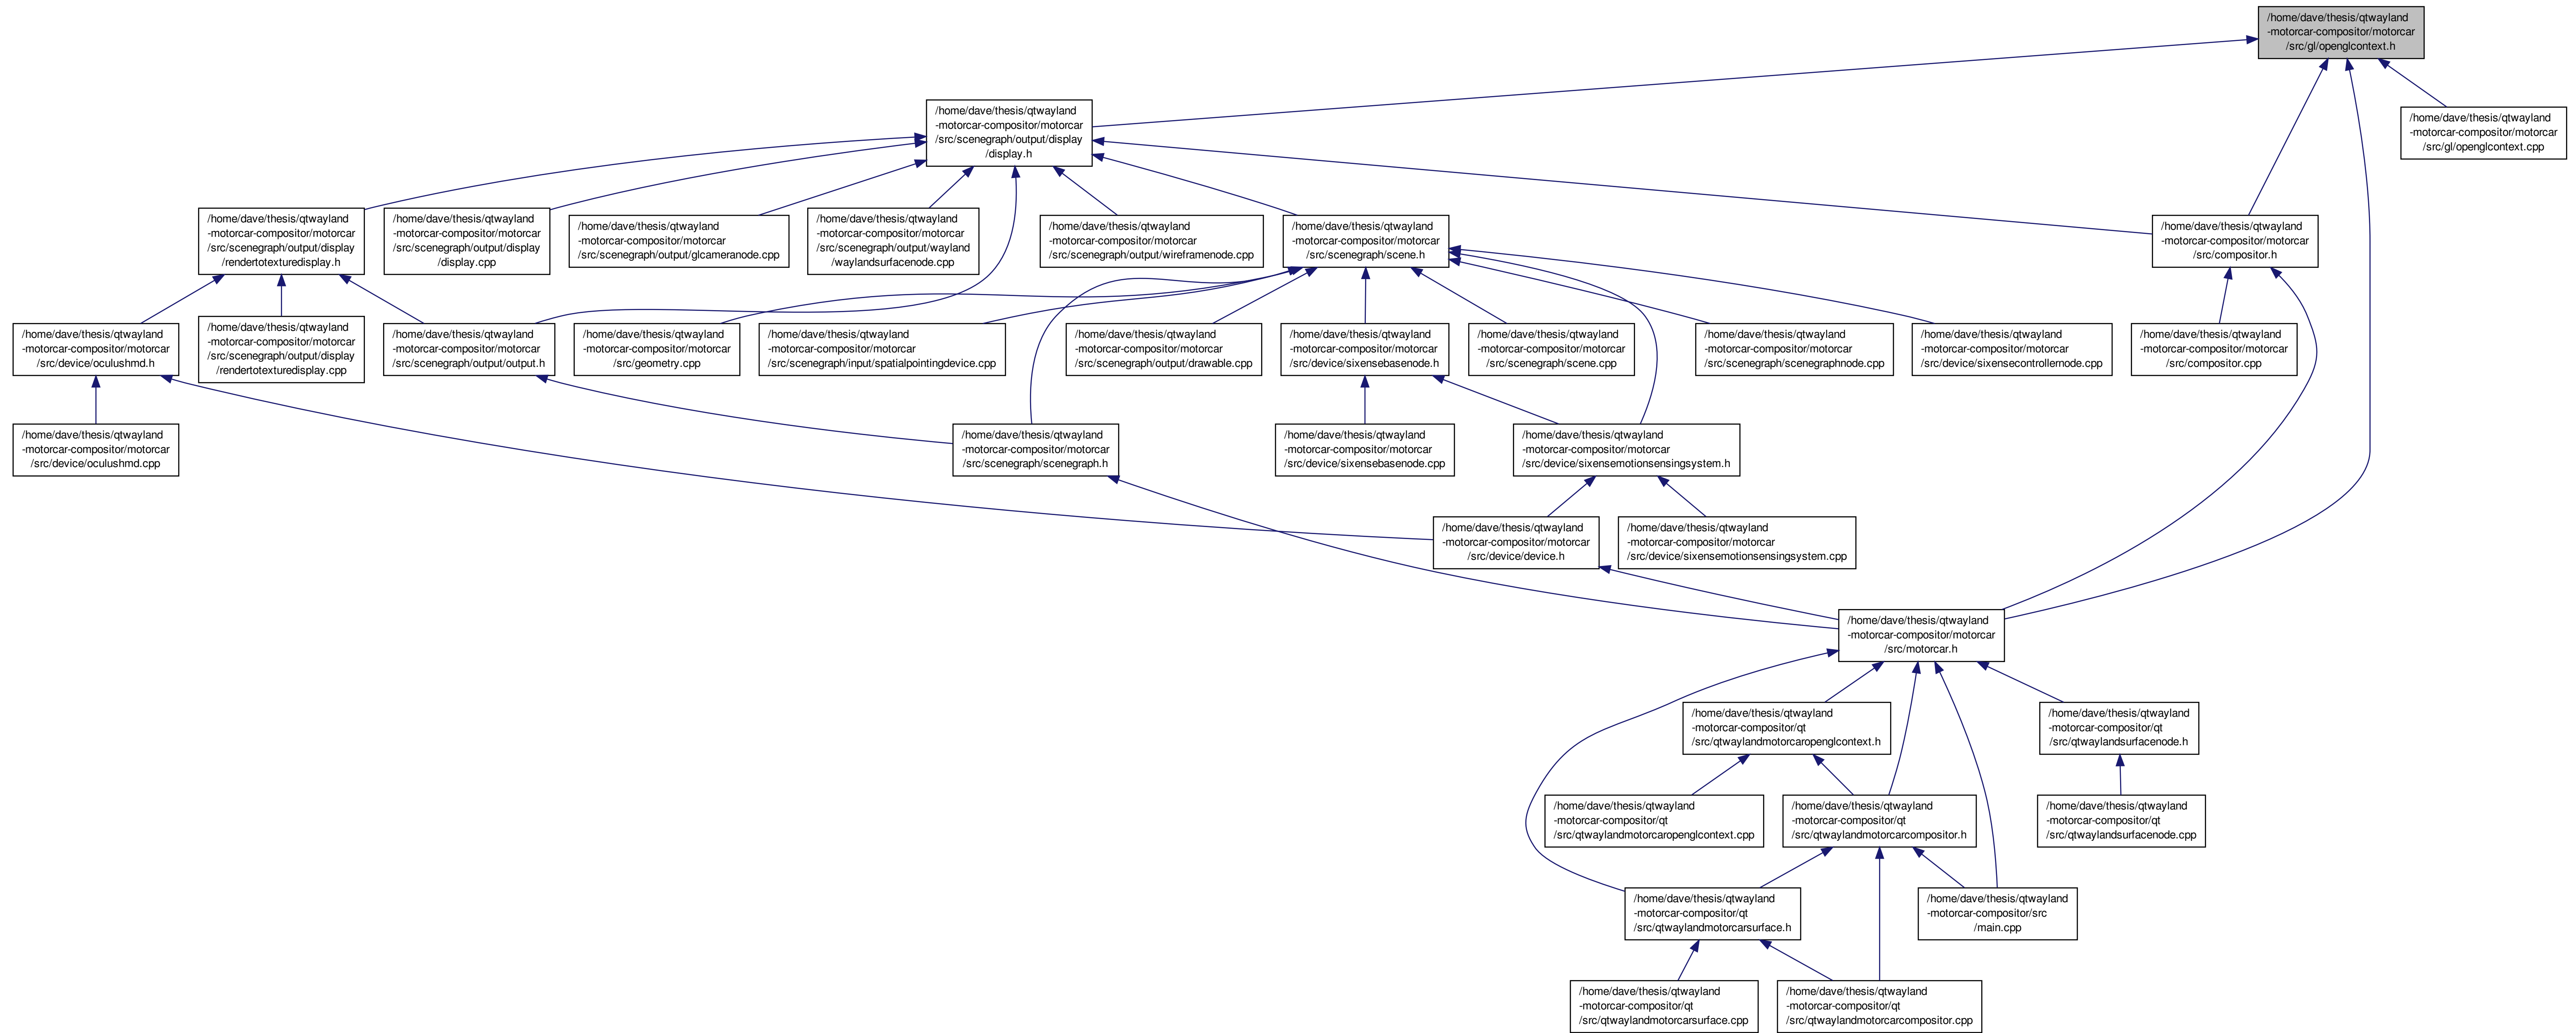 /home/dave/thesis/qtwayland
-motorcar-compositor/motorcar
/src/gl/openglcontext.h
/home/dave/thesis/qtwayland
-motorcar-compositor/motorcar
/src/scenegraph/output/display
/display.h
/home/dave/thesis/qtwayland
-motorcar-compositor/motorcar
/src/gl/openglcontext.cpp
/home/dave/thesis/qtwayland
-motorcar-compositor/motorcar
/src/scenegraph/output/display
/rendertotexturedisplay.h
/home/dave/thesis/qtwayland
-motorcar-compositor/motorcar
/src/scenegraph/output/display
/display.cpp
/home/dave/thesis/qtwayland
-motorcar-compositor/motorcar
/src/scenegraph/output/glcameranode.cpp
/home/dave/thesis/qtwayland
-motorcar-compositor/motorcar
/src/scenegraph/output/wayland
/waylandsurfacenode.cpp
/home/dave/thesis/qtwayland
-motorcar-compositor/motorcar
/src/scenegraph/output/wireframenode.cpp
/home/dave/thesis/qtwayland
-motorcar-compositor/motorcar
/src/scenegraph/scene.h
/home/dave/thesis/qtwayland
-motorcar-compositor/motorcar
/src/compositor.h
/home/dave/thesis/qtwayland
-motorcar-compositor/motorcar
/src/device/oculushmd.h
/home/dave/thesis/qtwayland
-motorcar-compositor/motorcar
/src/scenegraph/output/display
/rendertotexturedisplay.cpp
/home/dave/thesis/qtwayland
-motorcar-compositor/motorcar
/src/scenegraph/output/output.h
/home/dave/thesis/qtwayland
-motorcar-compositor/motorcar
/src/geometry.cpp
/home/dave/thesis/qtwayland
-motorcar-compositor/motorcar
/src/scenegraph/input/spatialpointingdevice.cpp
/home/dave/thesis/qtwayland
-motorcar-compositor/motorcar
/src/scenegraph/output/drawable.cpp
/home/dave/thesis/qtwayland
-motorcar-compositor/motorcar
/src/device/sixensebasenode.h
/home/dave/thesis/qtwayland
-motorcar-compositor/motorcar
/src/scenegraph/scene.cpp
/home/dave/thesis/qtwayland
-motorcar-compositor/motorcar
/src/scenegraph/scenegraphnode.cpp
/home/dave/thesis/qtwayland
-motorcar-compositor/motorcar
/src/device/sixensecontrollernode.cpp
/home/dave/thesis/qtwayland
-motorcar-compositor/motorcar
/src/compositor.cpp
/home/dave/thesis/qtwayland
-motorcar-compositor/motorcar
/src/device/oculushmd.cpp
/home/dave/thesis/qtwayland
-motorcar-compositor/motorcar
/src/scenegraph/scenegraph.h
/home/dave/thesis/qtwayland
-motorcar-compositor/motorcar
/src/device/sixensebasenode.cpp
/home/dave/thesis/qtwayland
-motorcar-compositor/motorcar
/src/device/sixensemotionsensingsystem.h
/home/dave/thesis/qtwayland
-motorcar-compositor/motorcar
/src/device/device.h
/home/dave/thesis/qtwayland
-motorcar-compositor/motorcar
/src/device/sixensemotionsensingsystem.cpp
/home/dave/thesis/qtwayland
-motorcar-compositor/motorcar
/src/motorcar.h
/home/dave/thesis/qtwayland
-motorcar-compositor/qt
/src/qtwaylandmotorcaropenglcontext.h
/home/dave/thesis/qtwayland
-motorcar-compositor/qt
/src/qtwaylandsurfacenode.h
/home/dave/thesis/qtwayland
-motorcar-compositor/qt
/src/qtwaylandmotorcaropenglcontext.cpp
/home/dave/thesis/qtwayland
-motorcar-compositor/qt
/src/qtwaylandmotorcarcompositor.h
/home/dave/thesis/qtwayland
-motorcar-compositor/qt
/src/qtwaylandsurfacenode.cpp
/home/dave/thesis/qtwayland
-motorcar-compositor/qt
/src/qtwaylandmotorcarsurface.h
/home/dave/thesis/qtwayland
-motorcar-compositor/src
/main.cpp
/home/dave/thesis/qtwayland
-motorcar-compositor/qt
/src/qtwaylandmotorcarsurface.cpp
/home/dave/thesis/qtwayland
-motorcar-compositor/qt
/src/qtwaylandmotorcarcompositor.cpp